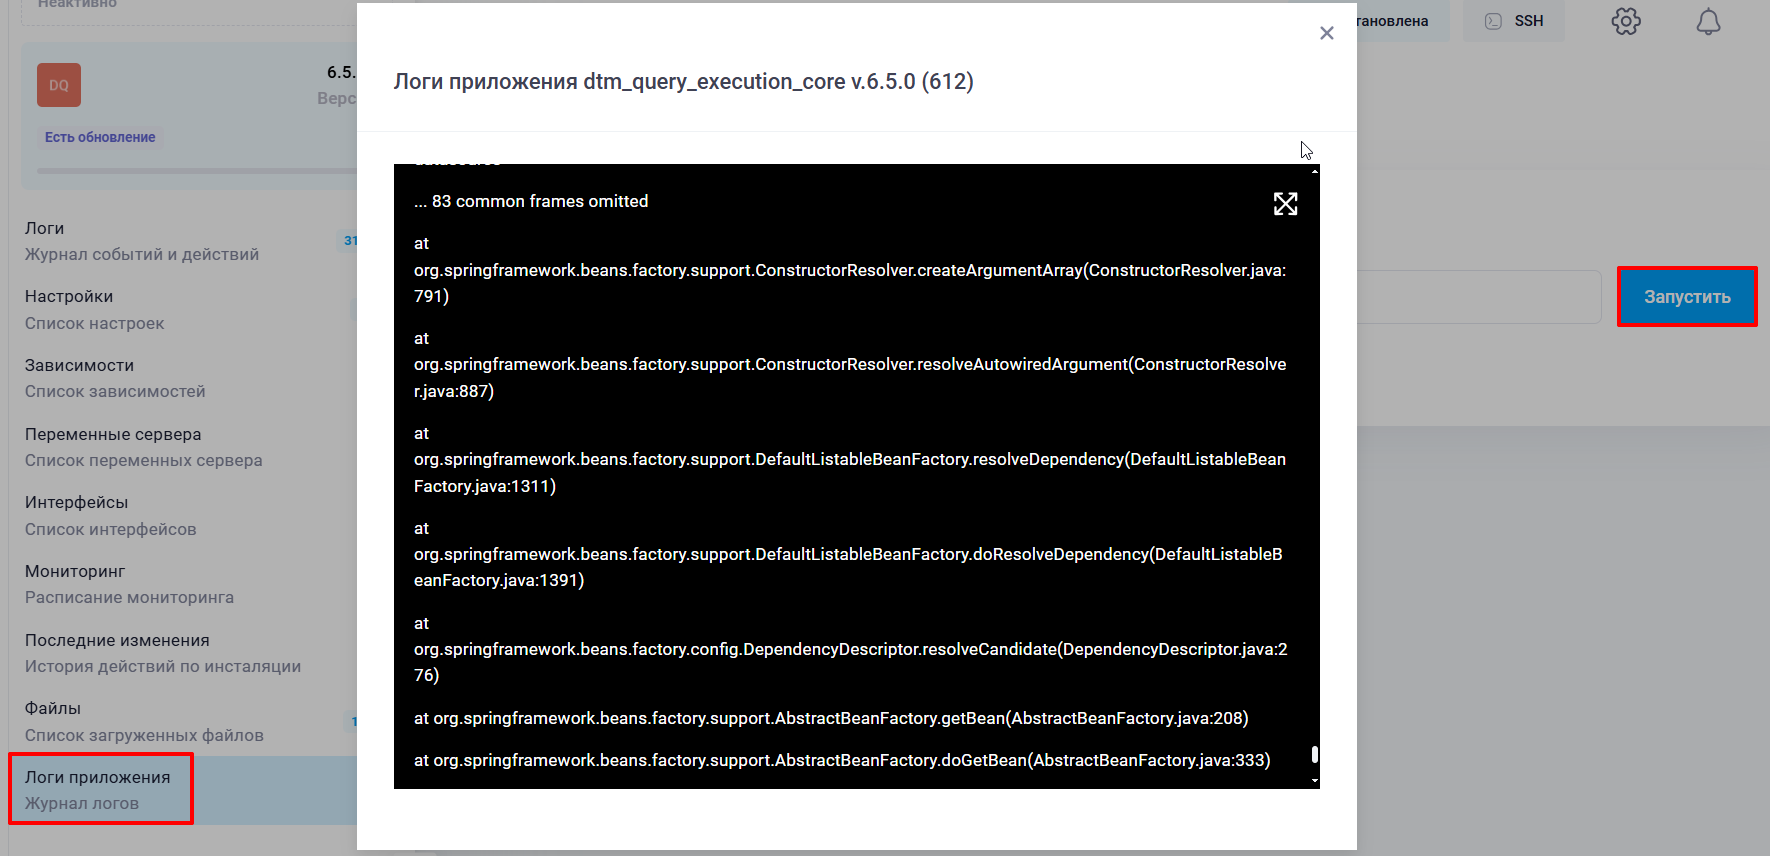 Неактивно
DQ
6.5.
Верс
Есть обновление
Логи
Журнал событий и действий
31
Настройки
Список настроек
Зависимости
Список зависимостей
Переменные сервера
Список переменных сервера
Интерфейсы
Список интерфейсов
Мониторинг
Расписание мониторинга
Последние изменения
История действий по инсталяции
Файлы
Список загруженных файлов
1
Логи приложения
Журнал логов
тановлена
SSH
Запустить
Логи приложения dtm_query_execution_core v.6.5.0 (612)
... 83 common frames omitted
at
org.springframework.beans.factory.support.ConstructorResolver.createArgumentArray(ConstructorResolver.java:
791)
at
org.springframework.beans.factory.support.ConstructorResolver.resolveAutowiredArgument(ConstructorResolve
r.java:887)
at
org.springframework.beans.factory.support.DefaultListableBeanFactory.resolveDependency(DefaultListableBean
Factory.java:1311)
at
org.springframework.beans.factory.support.DefaultListableBeanFactory.doResolveDependency(DefaultListableB
eanFactory.java:1391)
at
org.springframework.beans.factory.config.DependencyDescriptor.resolveCandidate(DependencyDescriptor.java:2
76)
at org.springframework.beans.factory.support.AbstractBeanFactory.getBean(AbstractBeanFactory.java:208)
at org.springframework.beans.factory.support.AbstractBeanFactory.doGetBean(AbstractBeanFactory.java:333)